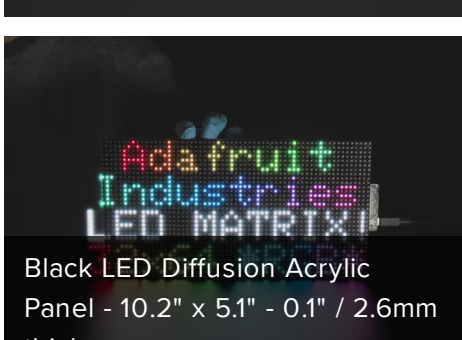 Adafruit
Industries
LED MATRIX!
Black LED Diffusion Acrylic
Panel - 10.2" x 5.1" - 0.1" / 2.6mm